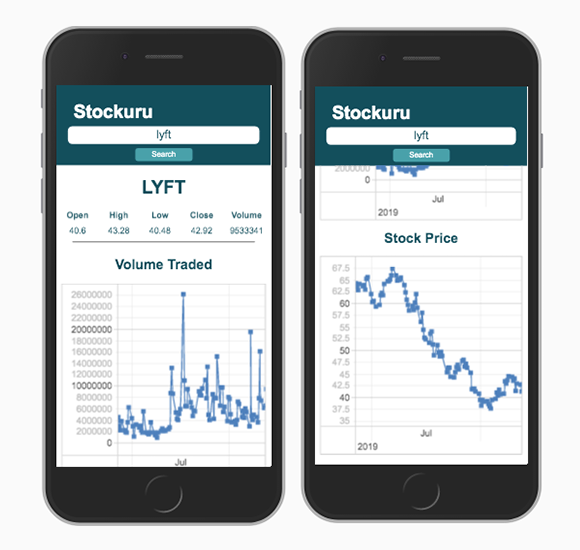 Stockuru
lyft
Search
LYFT
Open High Low Close Volume
40.6 43.28 40.48 42.92 9533341
Volume Traded
26000000
24000000
22000000
20000000
18000000
16000000
14000000
12000000
10000000
8000000
6000000
4000000
2000000
0
Jul
Stockuru
lyft
Search
2000000
0
Jul
2019
Stock Price
67.5
65
62.5
60
57.5
55
52.5
50
47.5
45
42.5
40
37.5
35
Jul
2019